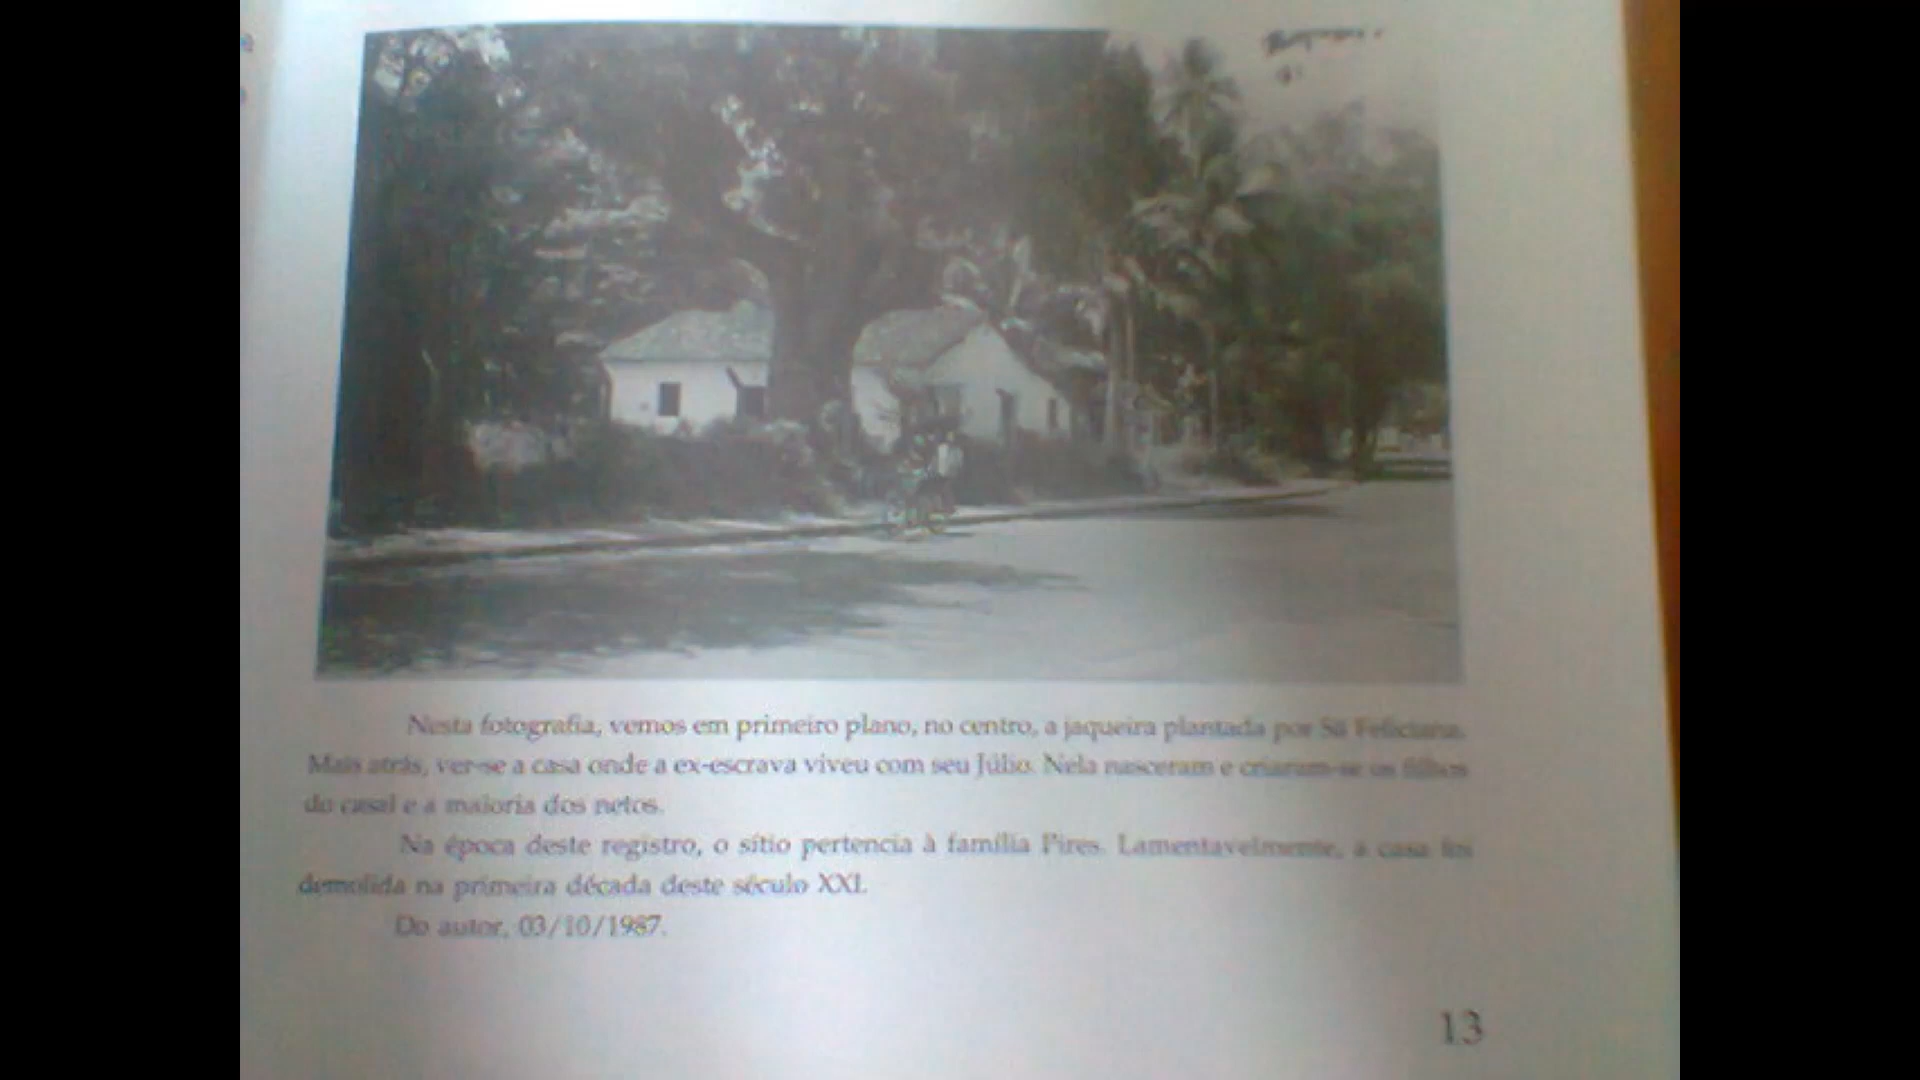 Nesta fotografia, vemos em primeiro plano, no centro, a jaqueira plantada por Sá Feliciana.
Mais atrás, ver-se a casa onde a ex-escrava viveu com seu Júlio. Nela nasceram e criaram-se os filhos
do casal e a maioria dos netos.
Na época deste registro, o sítio pertencia à família Pires. Lamentavelmente, a casa foi
demolida na primeira década deste século XXI.
Do autor, 03/10/1987.
13